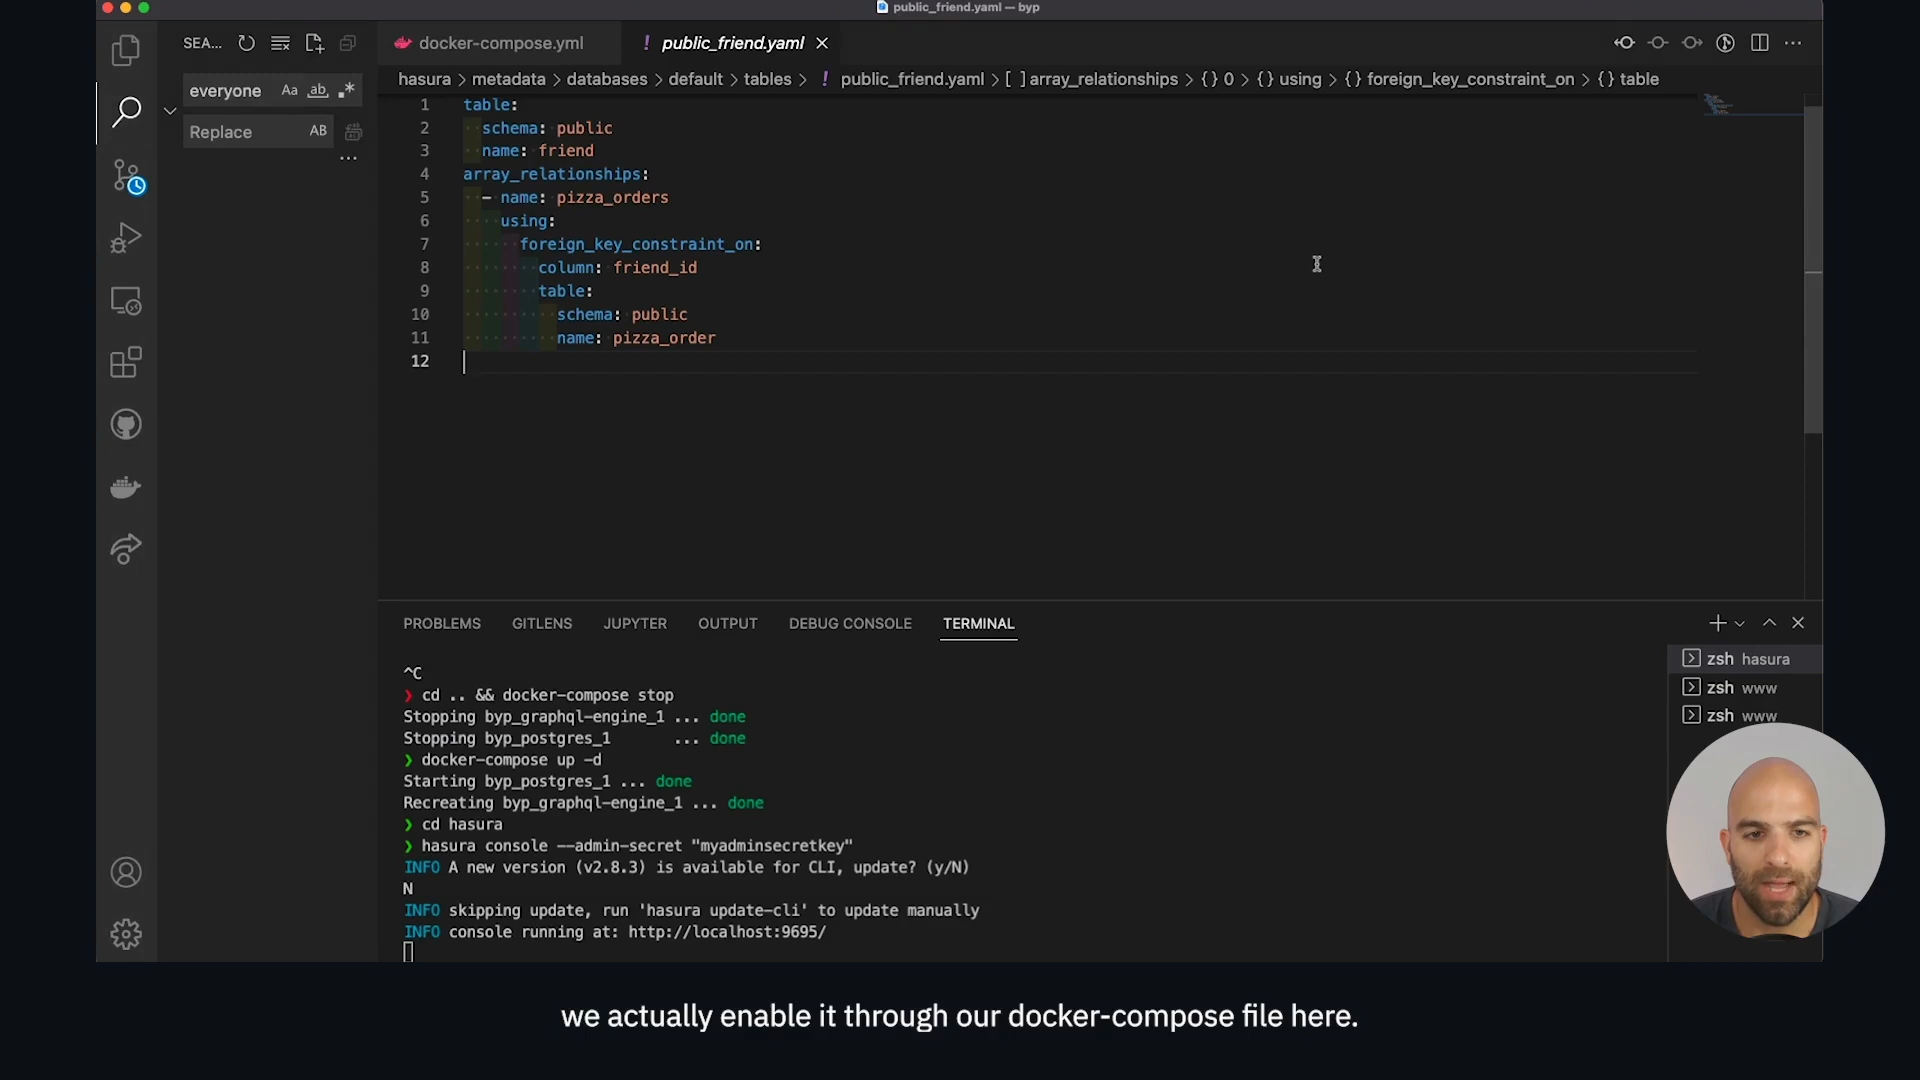 public_friend.yaml — byp
SEA...
docker-compose.yml
! public_friend.yaml
everyone Aa ab
Replace AB
hasura > metadata > databases > default > tables > ! public_friend.yaml > [ ] array_relationships > {} 0 > {} using > {} foreign_key_constraint_on > {} table
1 table:
2 schema: public
3 name: friend
4 array_relationships:
5 - name: pizza_orders
6 using:
7 foreign_key_constraint_on:
8 column: friend_id
9 table:
10 schema: public
11 name: pizza_order
12
PROBLEMS GITLENS JUPYTER OUTPUT DEBUG CONSOLE TERMINAL
^C
❯ cd .. && docker-compose stop
Stopping byp_graphql-engine_1 ... done
Stopping byp_postgres_1 ... done
❯ docker-compose up -d
Starting byp_postgres_1 ... done
Recreating byp_graphql-engine_1 ... done
❯ cd hasura
❯ hasura console --admin-secret "myadminsecretkey"
INFO A new version (v2.8.3) is available for CLI, update? (y/N)
N
INFO skipping update, run 'hasura update-cli' to update manually
INFO console running at: http://localhost:9695/
zsh hasura
zsh www
zsh www
we actually enable it through our docker-compose file here.